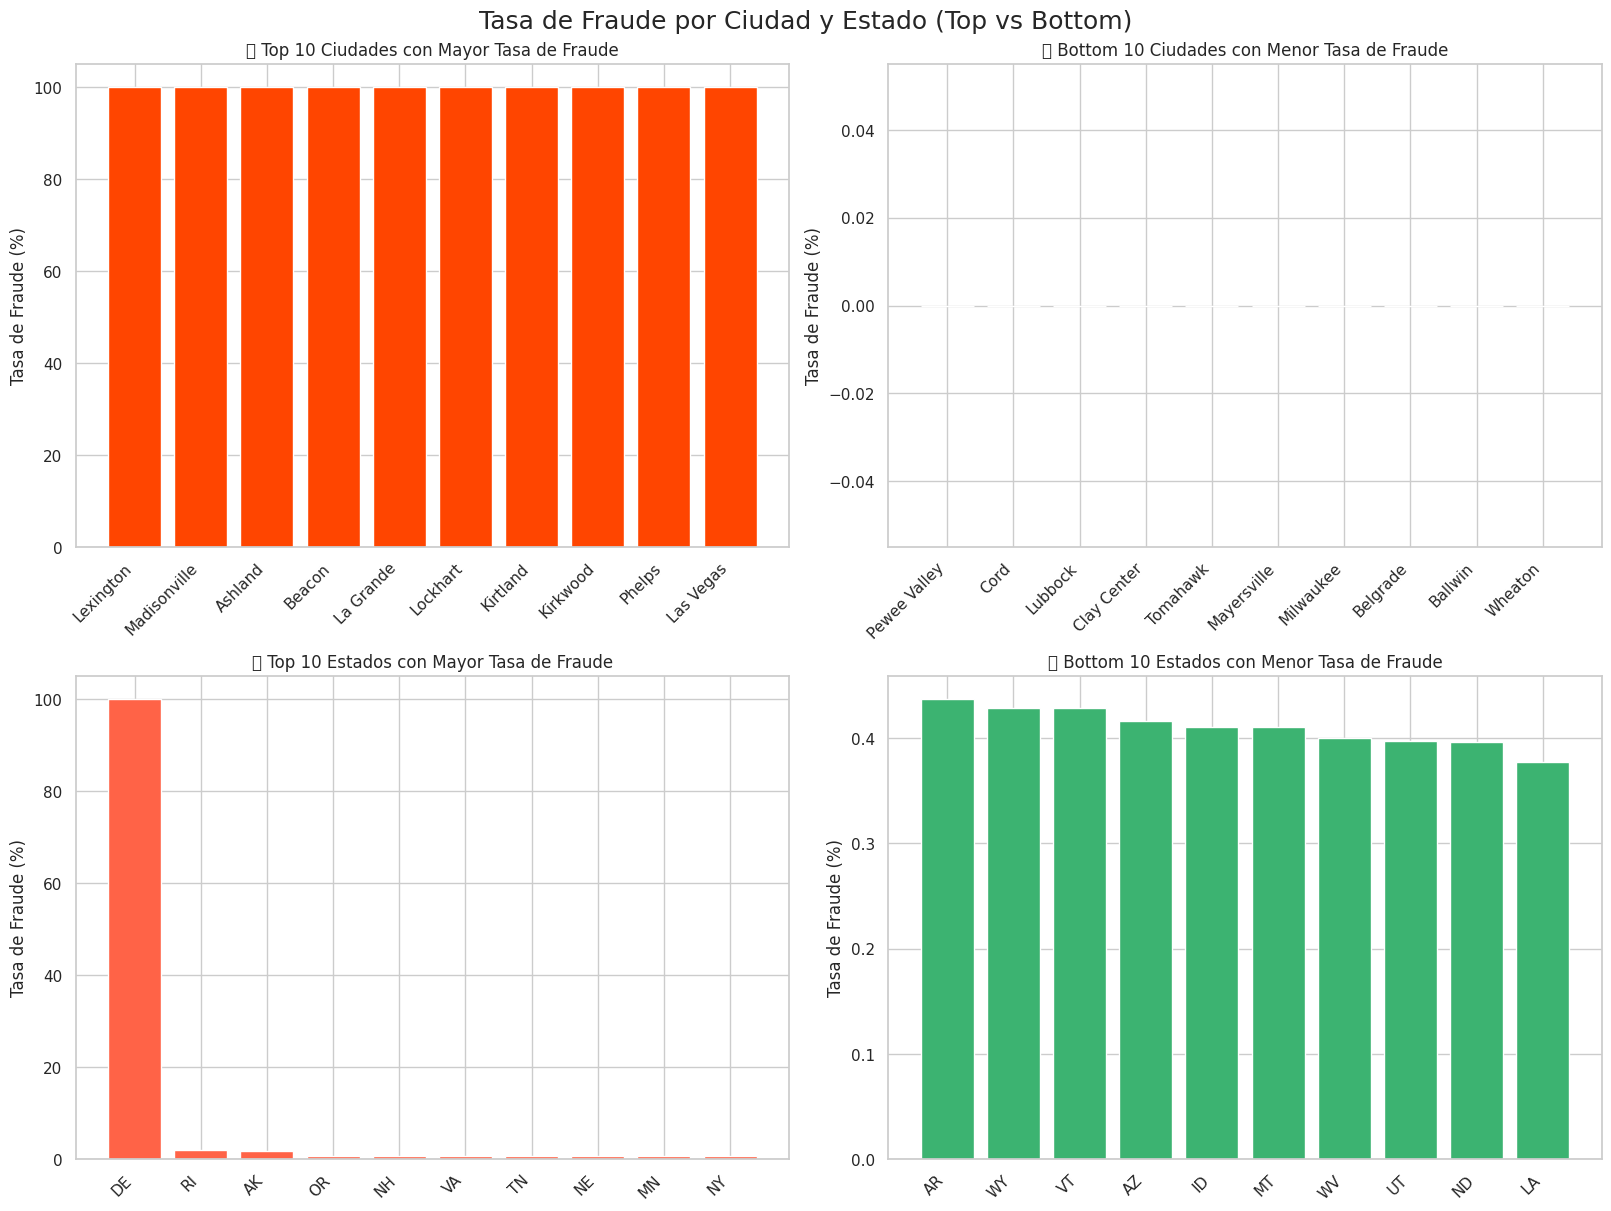 Tasa de Fraude por Ciudad y Estado (Top vs Bottom)
Top 10 Ciudades con Mayor Tasa de Fraude
Tasa de Fraude (%)
100
80
60
40
20
0
Lexington
Madisonville
Ashland
Beacon
La Grande
Lockhart
Kirtland
Kirkwood
Phelps
Las Vegas
Bottom 10 Ciudades con Menor Tasa de Fraude
Tasa de Fraude (%)
0.04
0.02
0.00
−0.02
−0.04
Pewee Valley
Cord
Lubbock
Clay Center
Tomahawk
Mayersville
Milwaukee
Belgrade
Ballwin
Wheaton
Top 10 Estados con Mayor Tasa de Fraude
Tasa de Fraude (%)
100
80
60
40
20
0
DE
RI
AK
OR
NH
VA
TN
NE
MN
NY
Bottom 10 Estados con Menor Tasa de Fraude
Tasa de Fraude (%)
0.4
0.3
0.2
0.1
0.0
AR
WY
VT
AZ
ID
MT
WV
UT
ND
LA